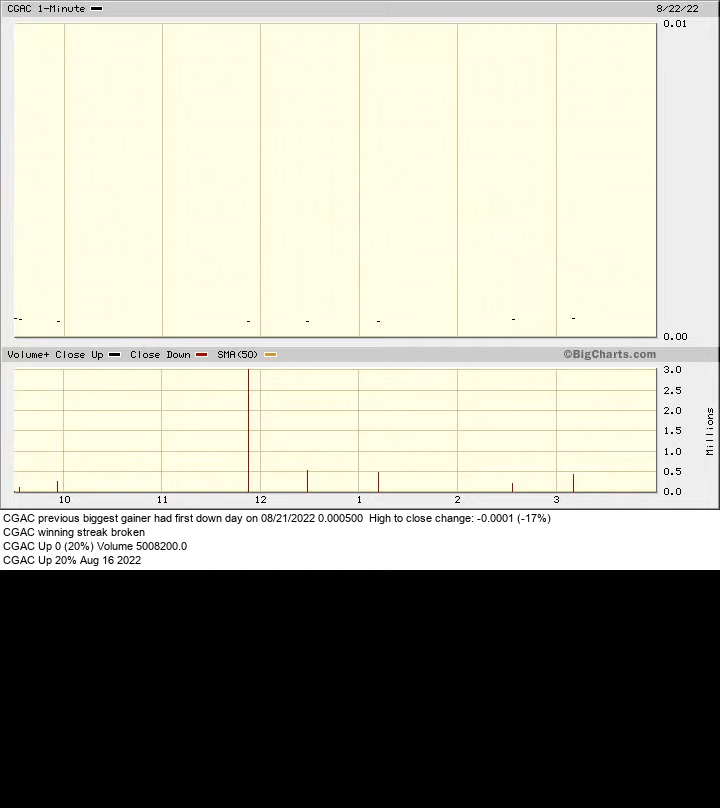 CGAC 1-Minute 8/22/22
0.01
0.00
Volume+ Close Up Close Down SMA(50) ©BigCharts.com
3.0
2.5
2.0
1.5
1.0
0.5
0.0
Millions
10 11 12 1 2 3
CGAC previous biggest gainer had first down day on 08/21/2022 0.000500 High to close change: -0.0001 (-17%)
CGAC winning streak broken
CGAC Up 0 (20%) Volume 5008200.0
CGAC Up 20% Aug 16 2022